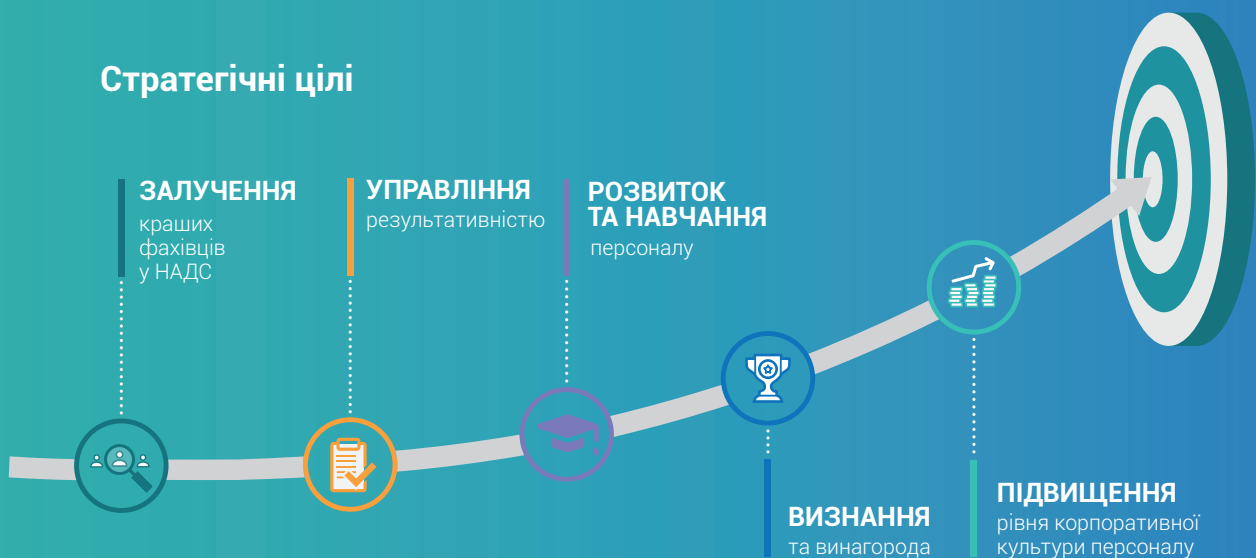 Стратегічні цілі
ЗАЛУЧЕННЯ
краших
фахівців
у НАДС
УПРАВЛІННЯ
результативністю
РОЗВИТОК
ТА НАВЧАННЯ
персоналу
ВИЗНАННЯ
та винагорода
ПІДВИЩЕННЯ
рівня корпоративної
культури персоналу